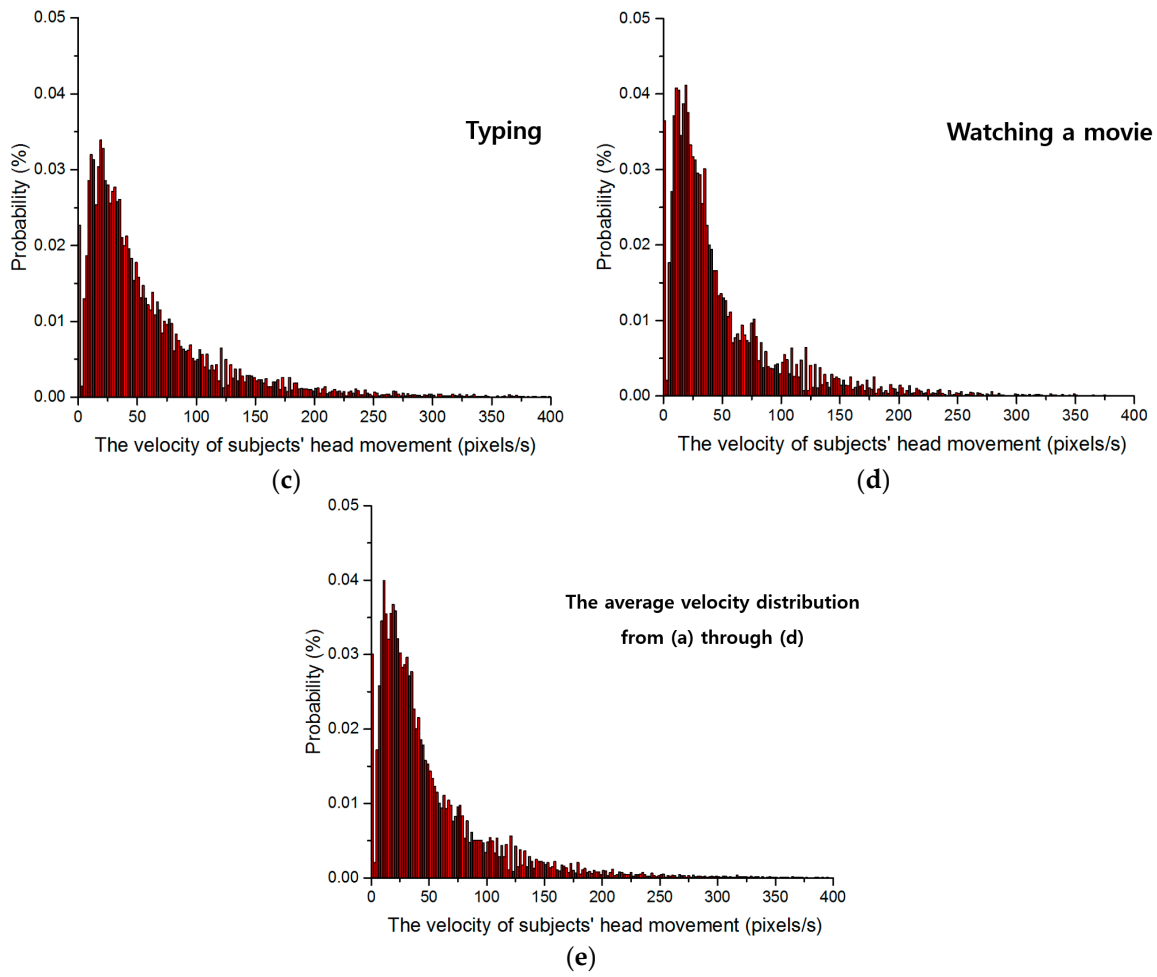 0.05
0.04
0.03
0.02
0.01
0.00
Probability (%)
Typing
0 50 100 150 200 250 300 350 400
The velocity of subjects' head movement (pixels/s)
(c)
0.05
0.04
0.03
0.02
0.01
0.00
Probability (%)
Watching a movie
0 50 100 150 200 250 300 350 400
The velocity of subjects' head movement (pixels/s)
(d)
0.05
0.04
0.03
0.02
0.01
0.00
Probability (%)
The average velocity distribution
from (a) through (d)
0 50 100 150 200 250 300 350 400
The velocity of subjects' head movement (pixels/s)
(e)